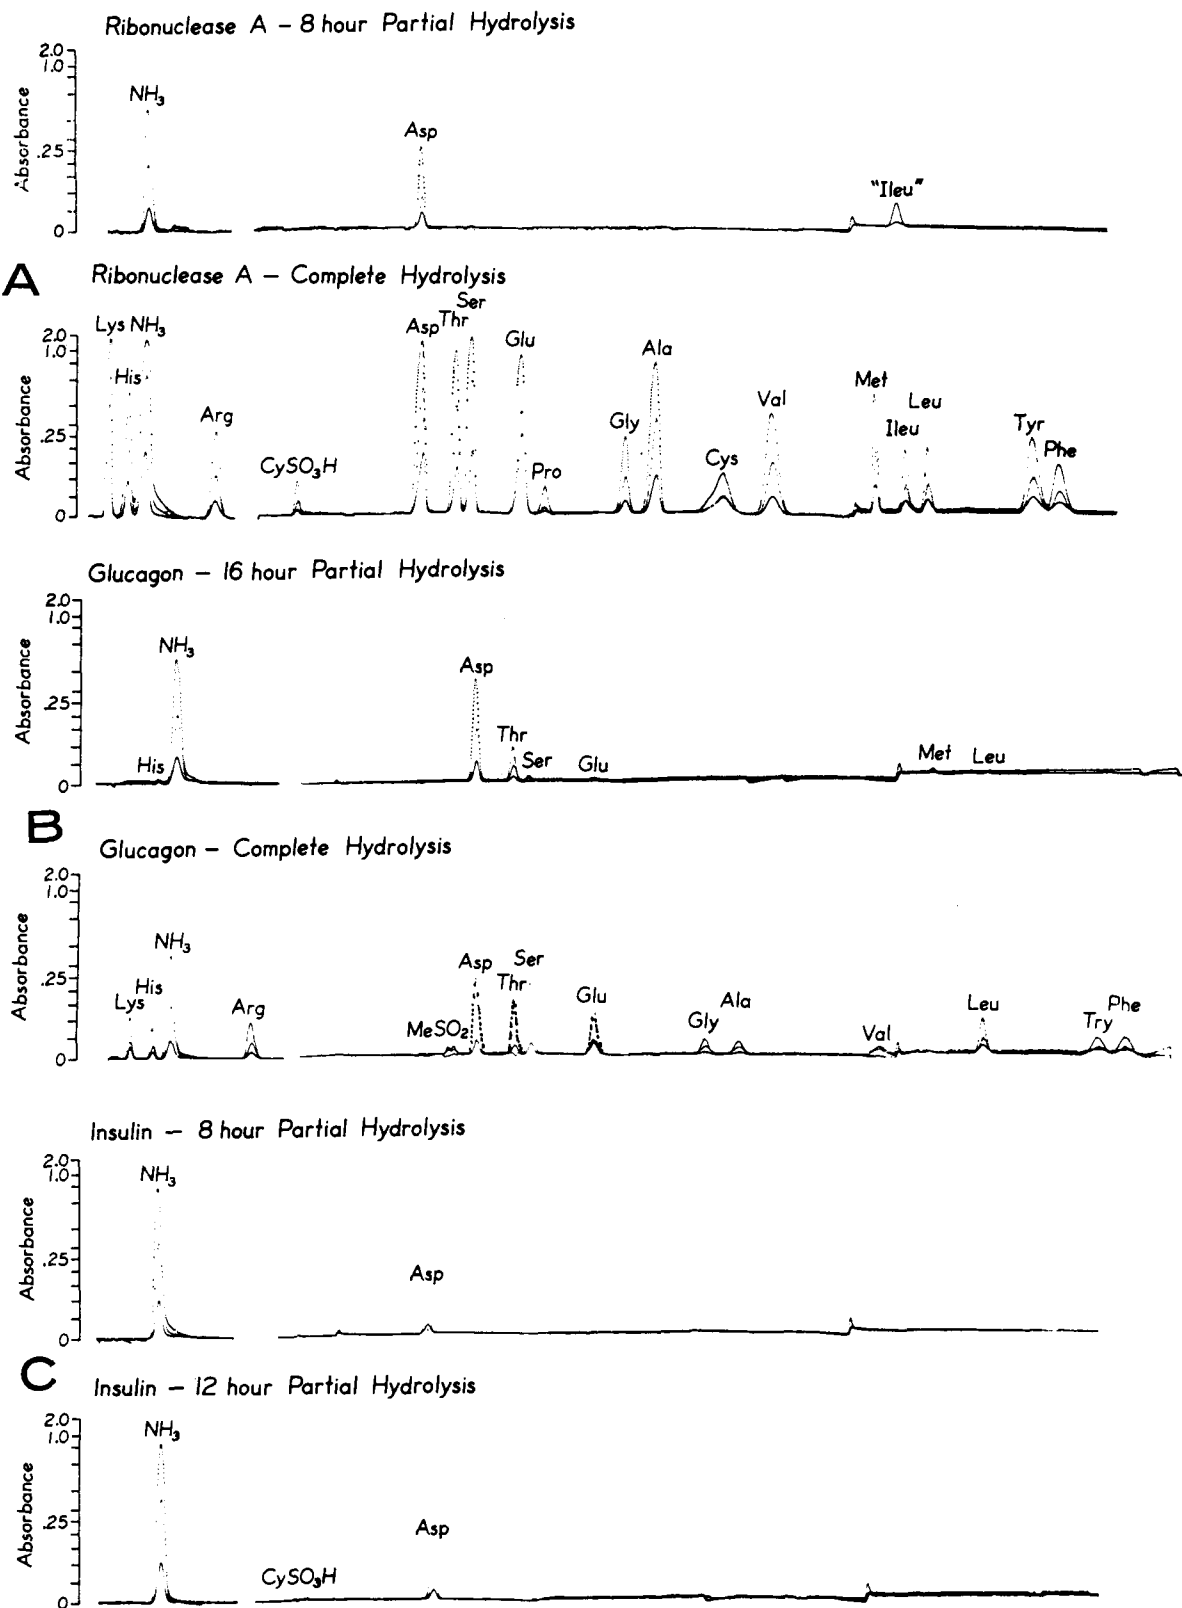 Ribonuclease A – 8 hour Partial Hydrolysis
2.0
1.0
.25
0
Absorbance
NH3
Asp
"Ileu"
A
Ribonuclease A – Complete Hydrolysis
2.0
1.0
.25
0
Absorbance
Lys NH3
His
Arg
CySO3H
Asp Thr Ser
Glu
Pro
Gly
Ala
Cys
Val
Met
Ileu
Leu
Tyr
Phe
Glucagon – 16 hour Partial Hydrolysis
2.0
1.0
.25
0
Absorbance
His
NH3
Asp
Thr
Ser
Glu
Met
Leu
B
Glucagon – Complete Hydrolysis
2.0
1.0
.25
0
Absorbance
Lys
His
NH3
Arg
MeSO2
Asp
Thr
Ser
Glu
Gly
Ala
Val
Leu
Try
Phe
Insulin – 8 hour Partial Hydrolysis
2.0
1.0
.25
0
Absorbance
NH3
Asp
C
Insulin – 12 hour Partial Hydrolysis
2.0
1.0
.25
0
Absorbance
NH3
CySO3H
Asp